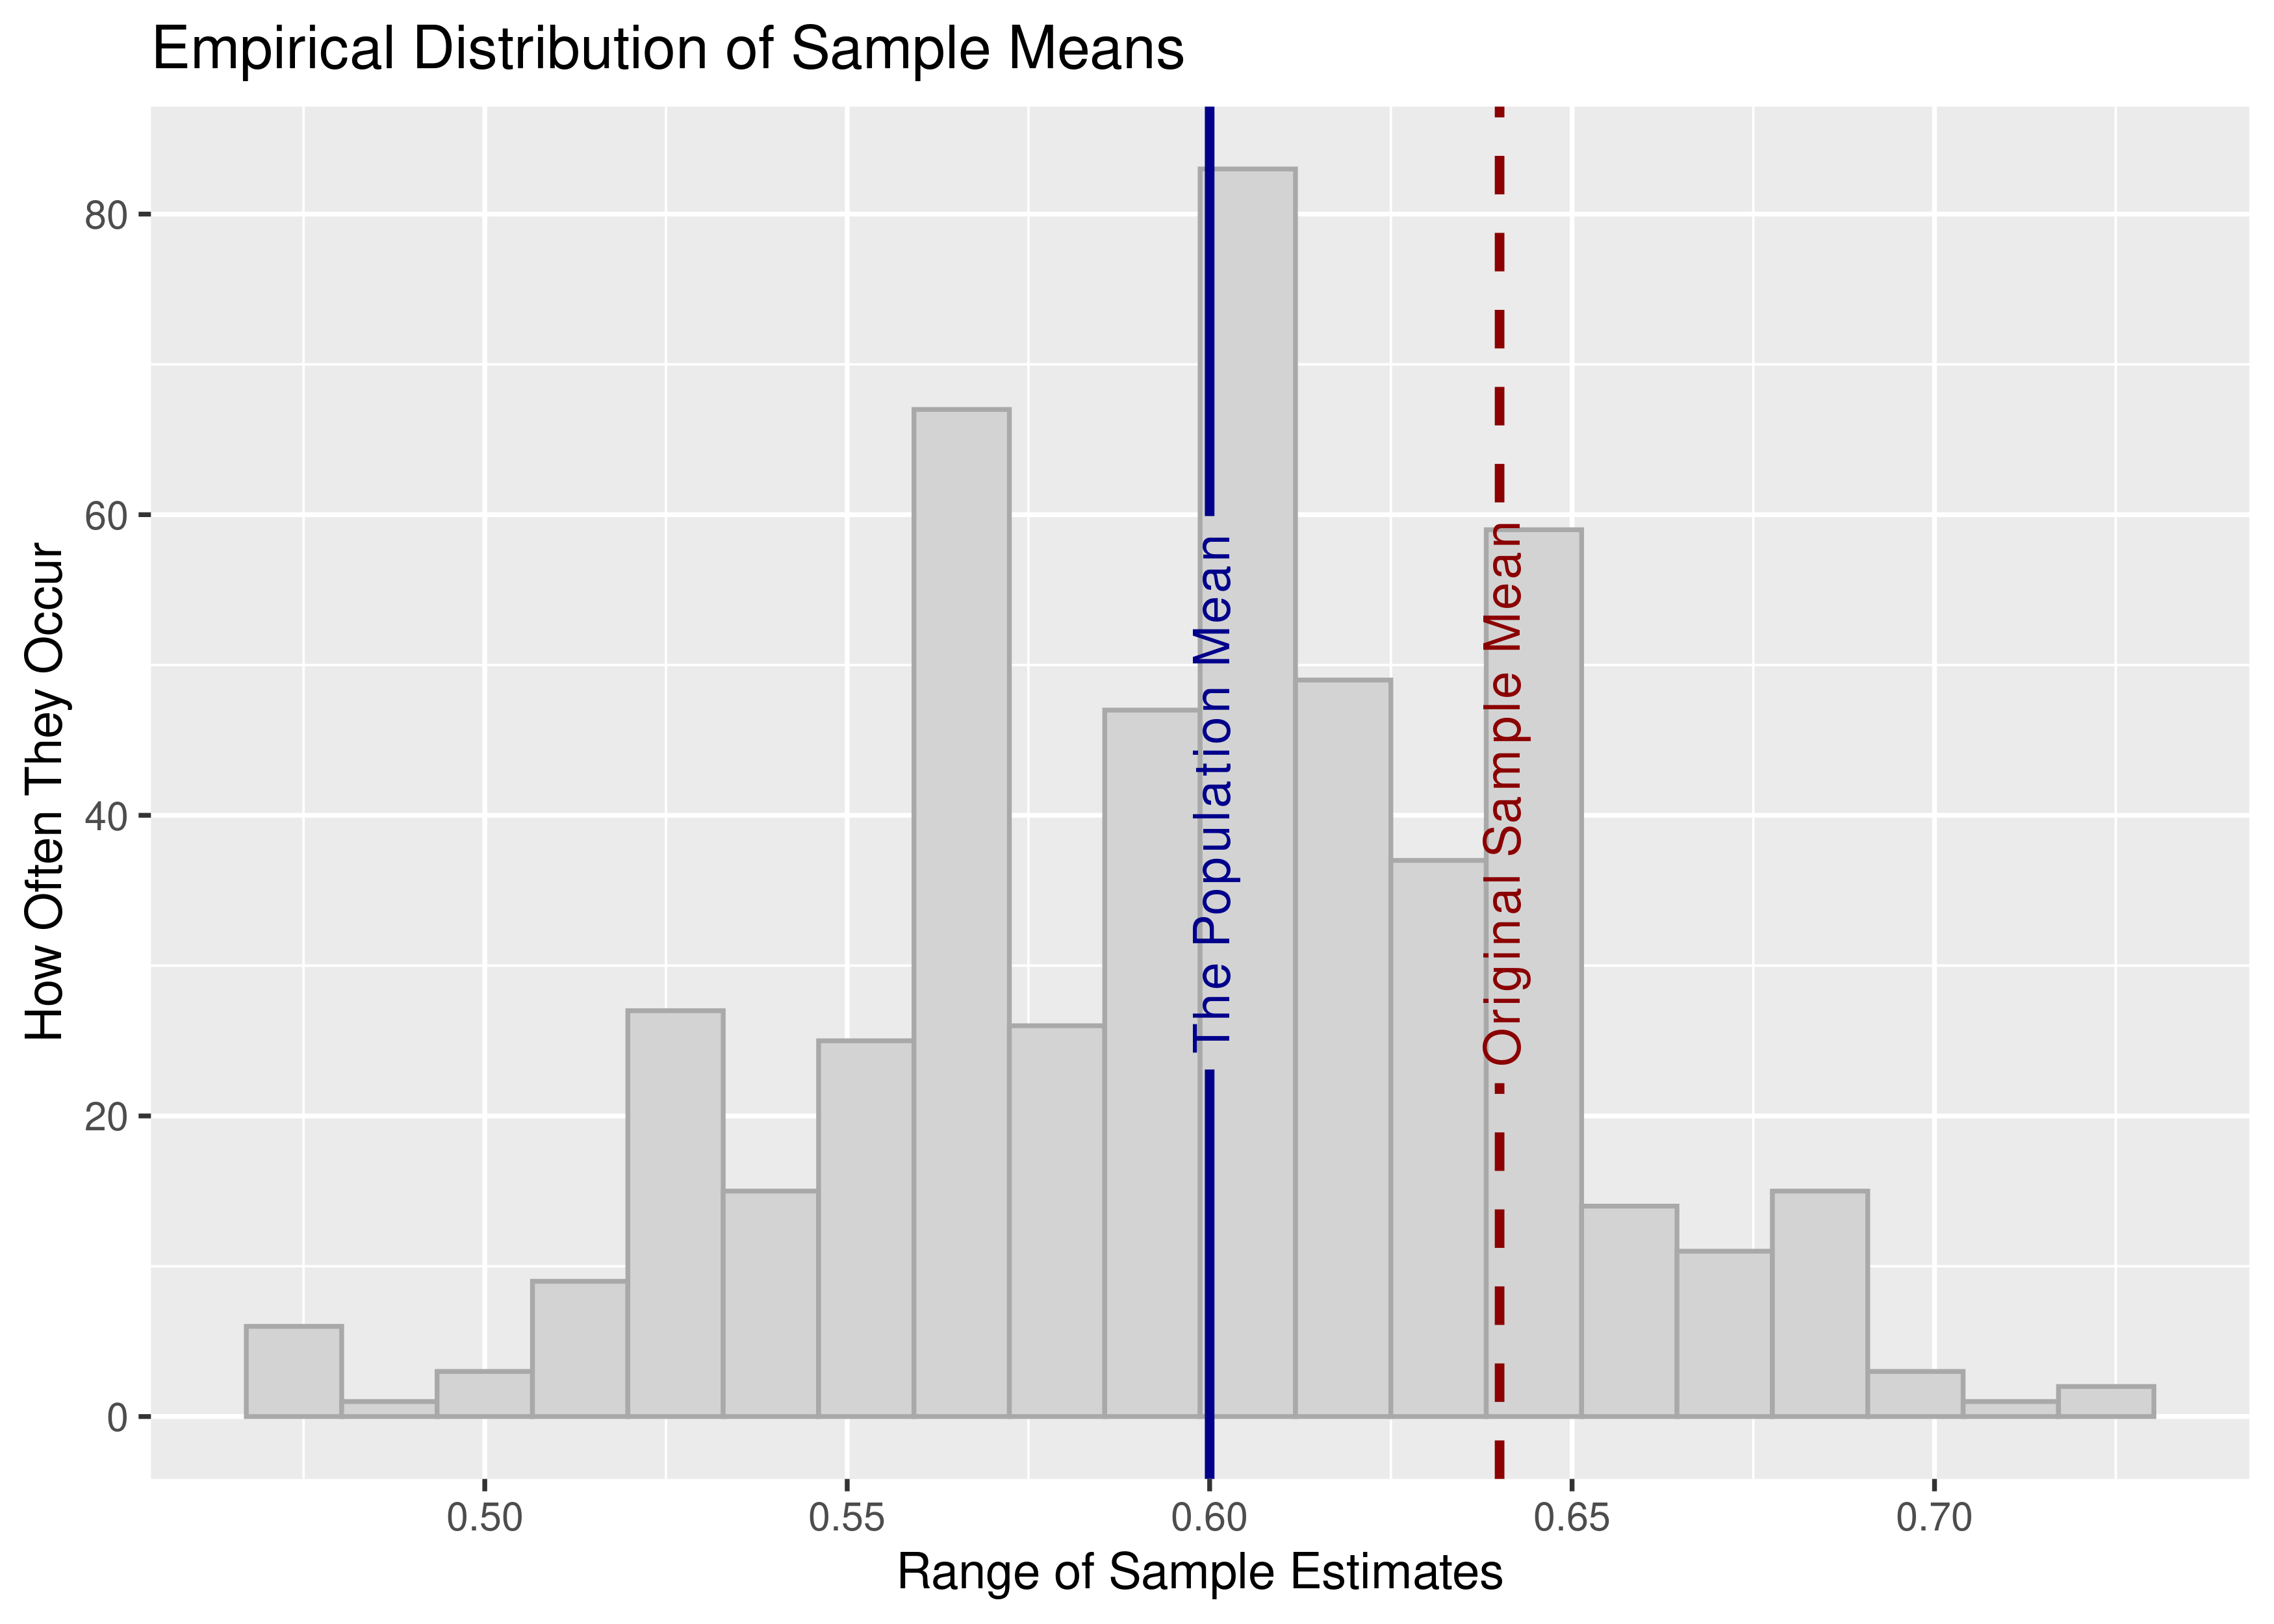 Empirical Distribution of Sample Means
How Often They Occur
80
60
40
20
0
The Population Mean
Original Sample Mean
0.50
0.55
0.60
0.65
0.70
Range of Sample Estimates